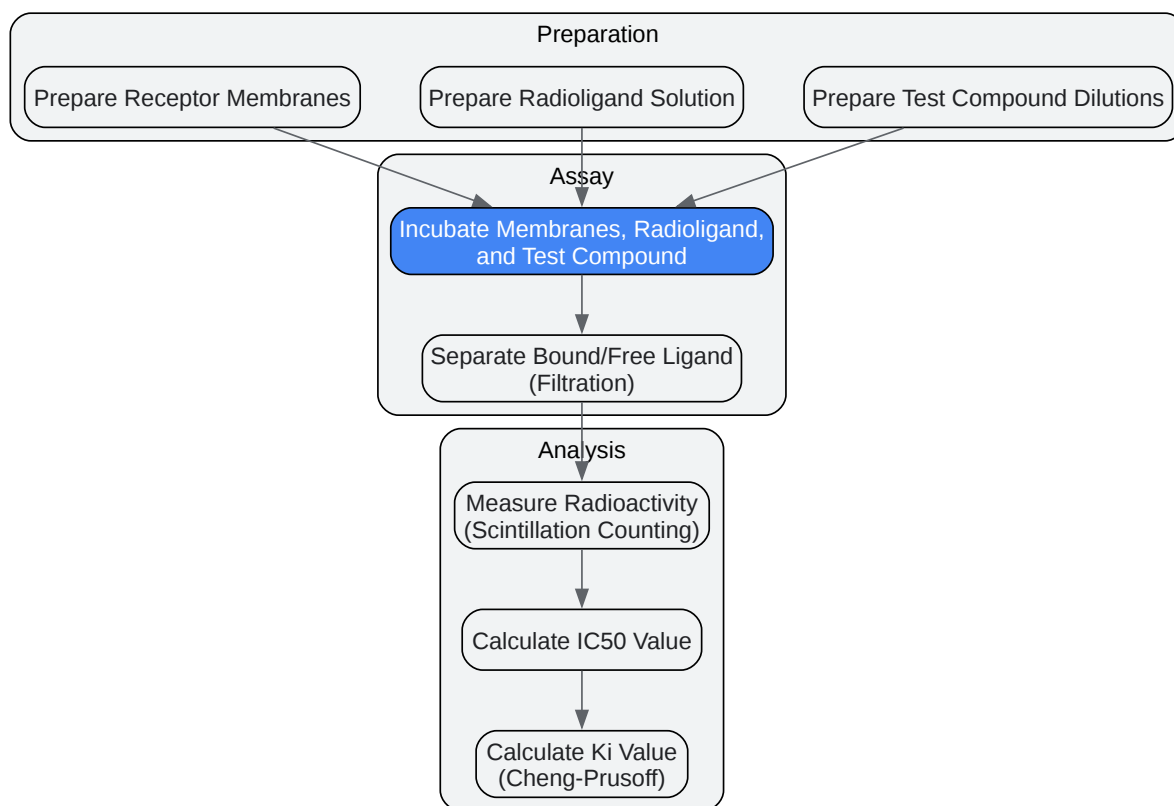 Preparation
Prepare Receptor Membranes
Prepare Radioligand Solution
Prepare Test Compound Dilutions
Assay
Incubate Membranes, Radioligand,
and Test Compound
Separate Bound/Free Ligand
(Filtration)
Analysis
Measure Radioactivity
(Scintillation Counting)
Calculate IC50 Value
Calculate Ki Value
(Cheng-Prusoff)